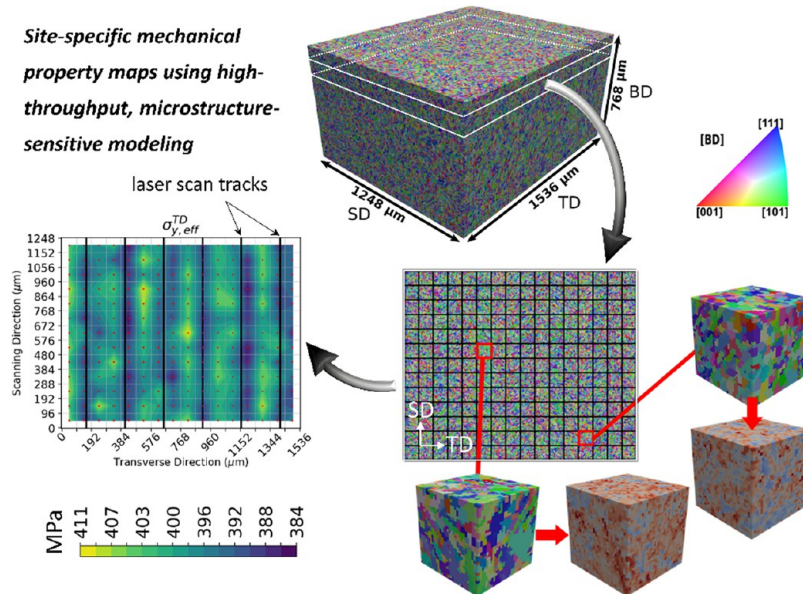 Site-specific mechanical
property maps using high-
throughput, microstructure-
sensitive modeling
768 μm
BD
1248 μm
SD
1536 μm
TD
[BD]
[111]
[001]
[101]
laser scan tracks
σ_{y,eff}^{TD}
1248
1152
1056
960
864
768
672
576
480
384
288
192
96
0
Scanning Direction (μm)
0
192
384
576
768
960
1152
1344
1536
Transverse Direction (μm)
SD
TD
MPa
411
407
403
400
396
392
388
384